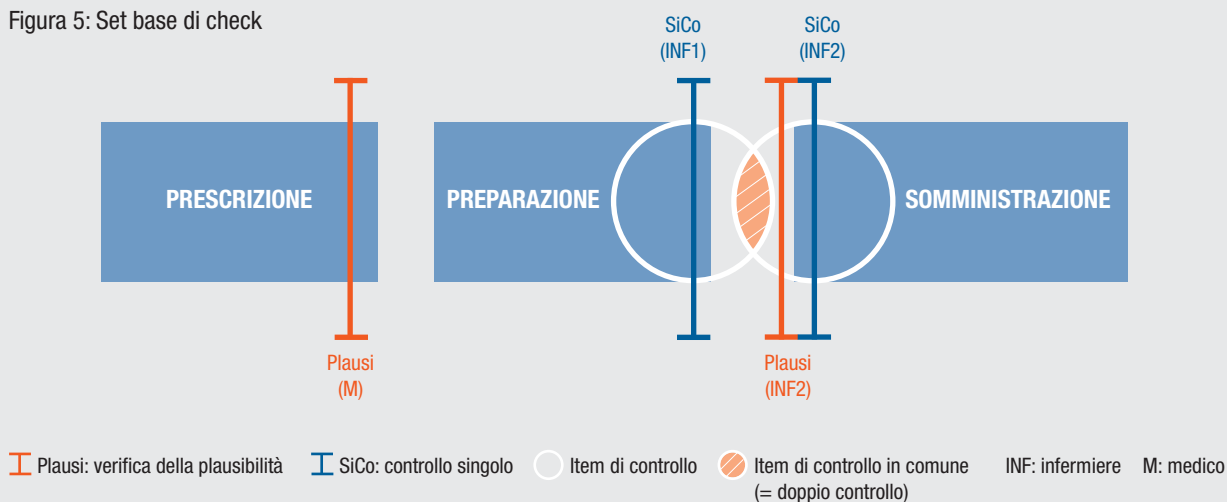 Figura 5: Set base di check
SiCo
(INF1)
SiCo
(INF2)
PRESCRIZIONE
PREPARAZIONE
SOMMINISTRAZIONE
Plausi
(M)
Plausi
(INF2)
Plausi: verifica della plausibilità
SiCo: controllo singolo
Item di controllo
Item di controllo in comune
(= doppio controllo)
INF: infermiere
M: medico